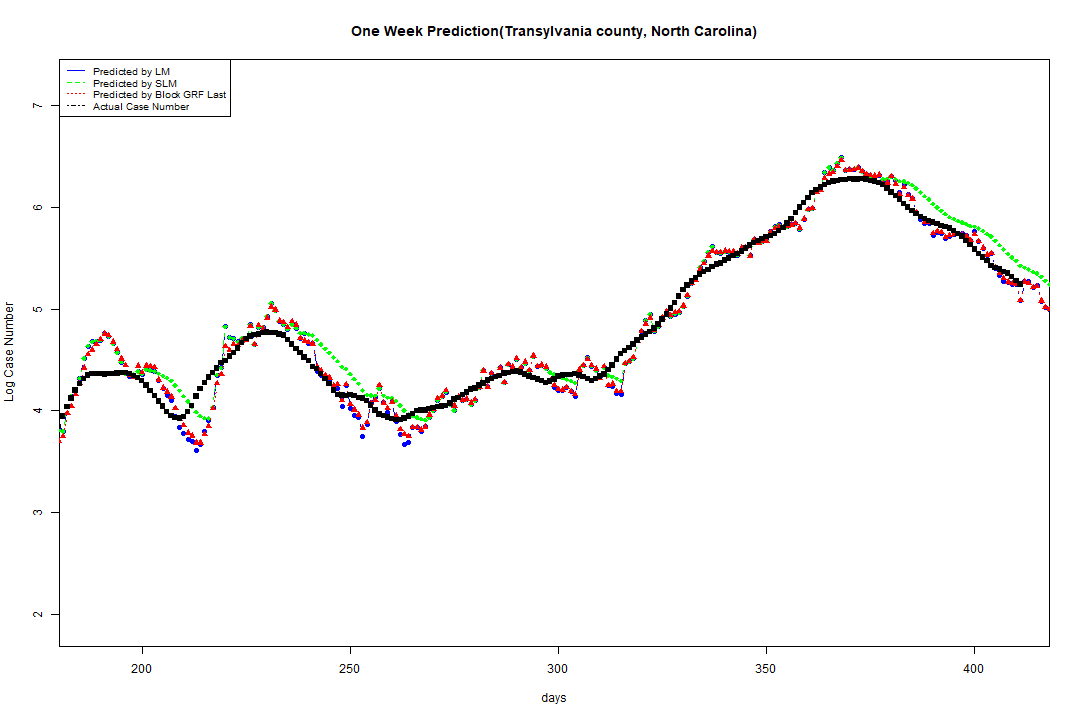 One Week Prediction(Transylvania county, North Carolina)
Predicted by LM
Predicted by SLM
Predicted by Block GRF Last
Actual Case Number
7
6
5
4
3
2
Log Case Number
200 250 300 350 400
days